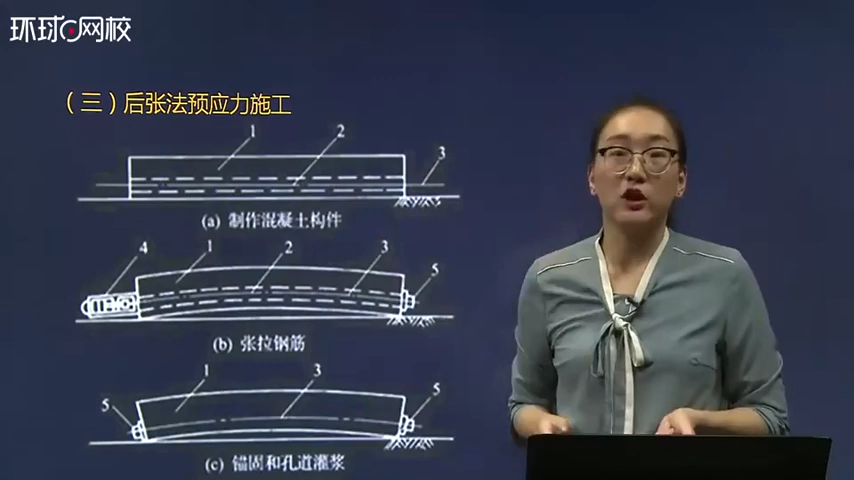 环球网校
（三）后张法预应力施工
1 2 3
(a) 制作混凝土构件
4 1 2 3 5
(b) 张拉钢筋
5 1 3 5
(c) 锚固和孔道灌浆